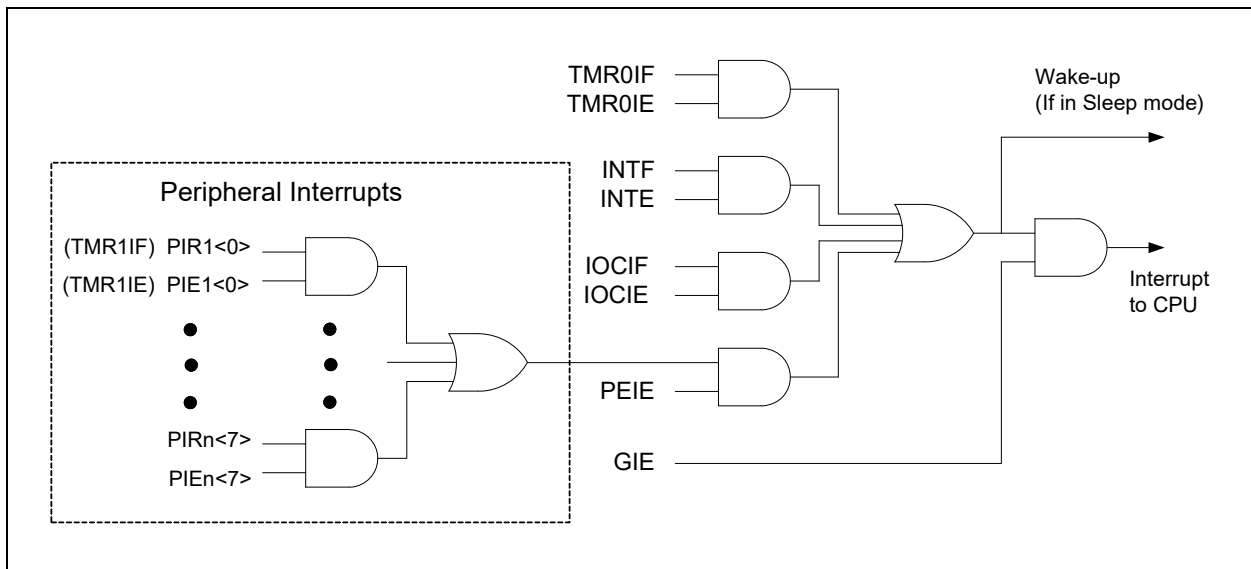 TMR0IF
TMR0IE
Wake-up
(If in Sleep mode)
INTF
INTE
Peripheral Interrupts
(TMR1IF) PIR1<0>
(TMR1IE) PIE1<0>
IOCIF
IOCIE
Interrupt
to CPU
PEIE
PIRn<7>
PIEn<7>
GIE